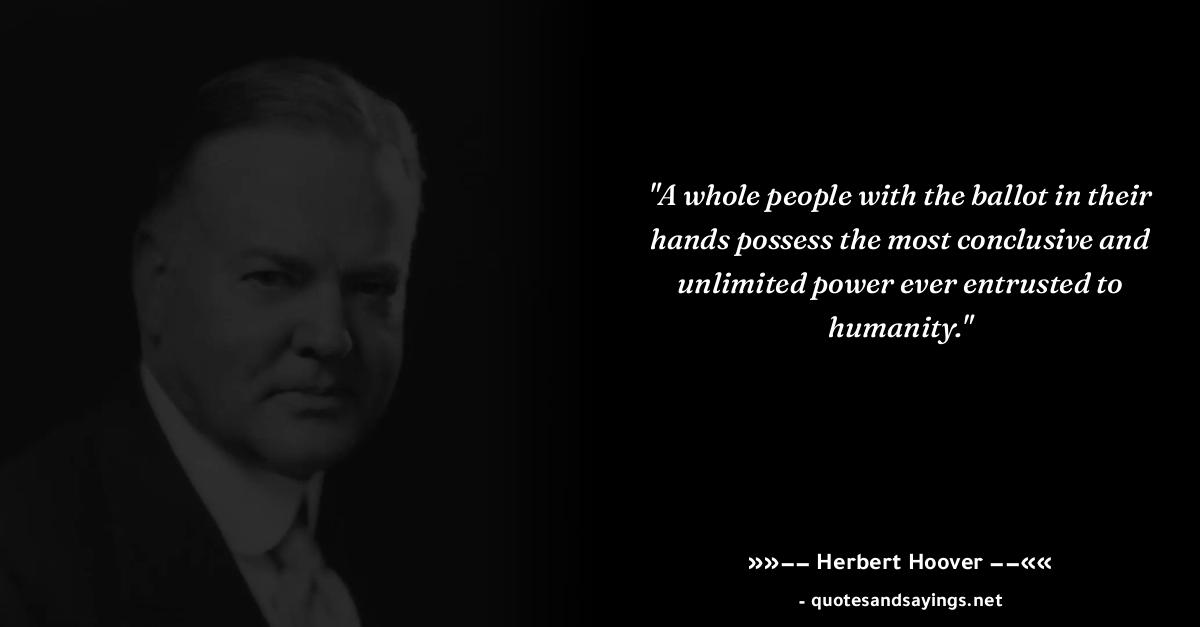 "A whole people with the ballot in their
hands possess the most conclusive and
unlimited power ever entrusted to
humanity."
»»−− Herbert Hoover −−««
- quotesandsayings.net